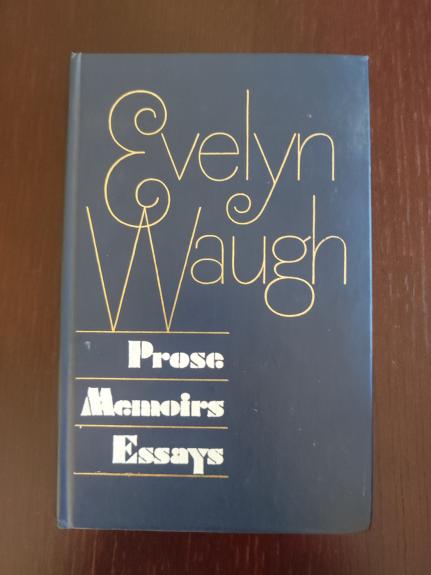 Evelyn
Waugh
Prose
Memoirs
Essays